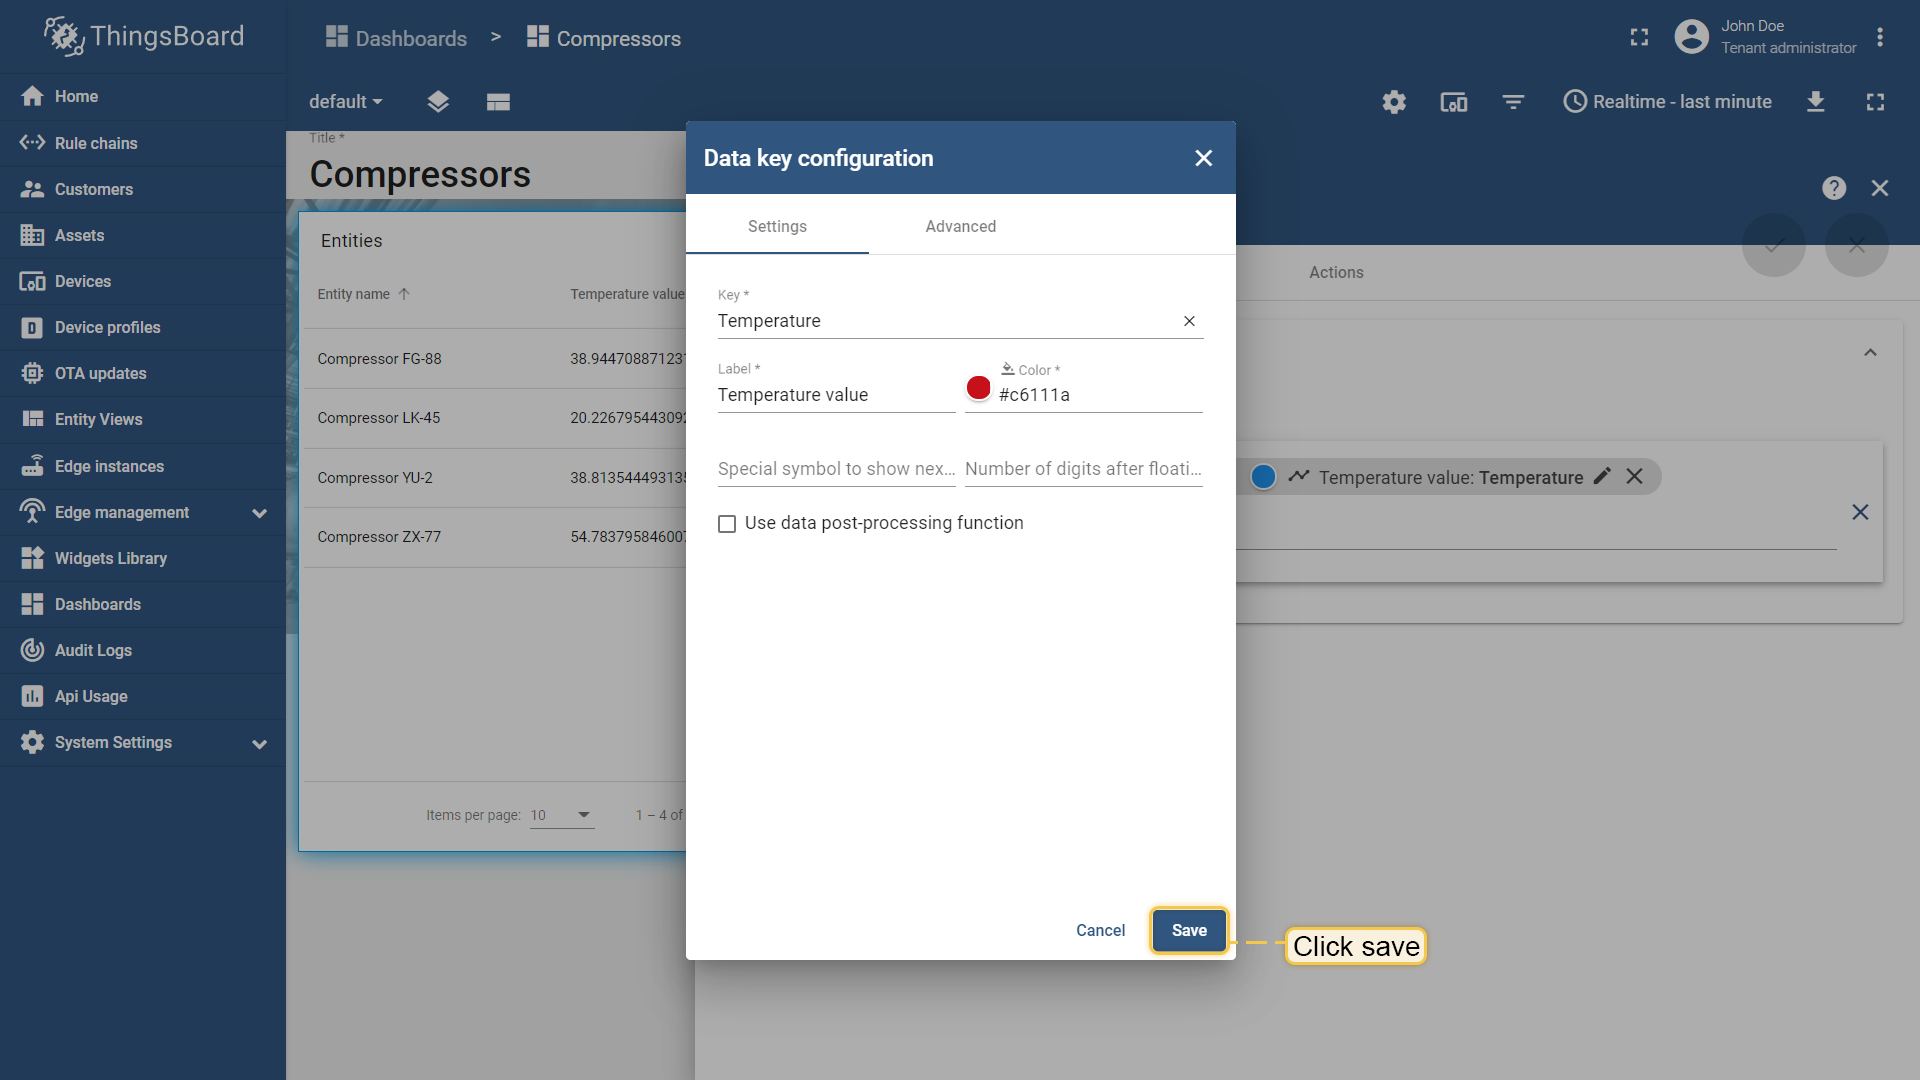 ThingsBoard
Dashboards > Compressors
John Doe
Tenant administrator
Home
Rule chains
Customers
Assets
Devices
Device profiles
OTA updates
Entity Views
Edge instances
Edge management
Widgets Library
Dashboards
Audit Logs
Api Usage
System Settings
default
Realtime - last minute
Title *
Compressors
Entities
Entity name
Temperature value
Compressor FG-88
38.944708871231
Compressor LK-45
20.226795443092
Compressor YU-2
38.813544493135
Compressor ZX-77
54.783795846007
Items per page: 10
1 – 4 of
Data key configuration
Settings
Advanced
Key *
Temperature
Label *
Temperature value
Color *
#c6111a
Special symbol to show nex...
Number of digits after floati...
Use data post-processing function
Cancel
Save
Click save
Actions
Temperature value: Temperature